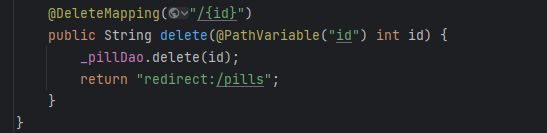 @DeleteMapping("/{id}")
public String delete(@PathVariable("id") int id) {
_pillDao.delete(id);
return "redirect:/pills";
}
}